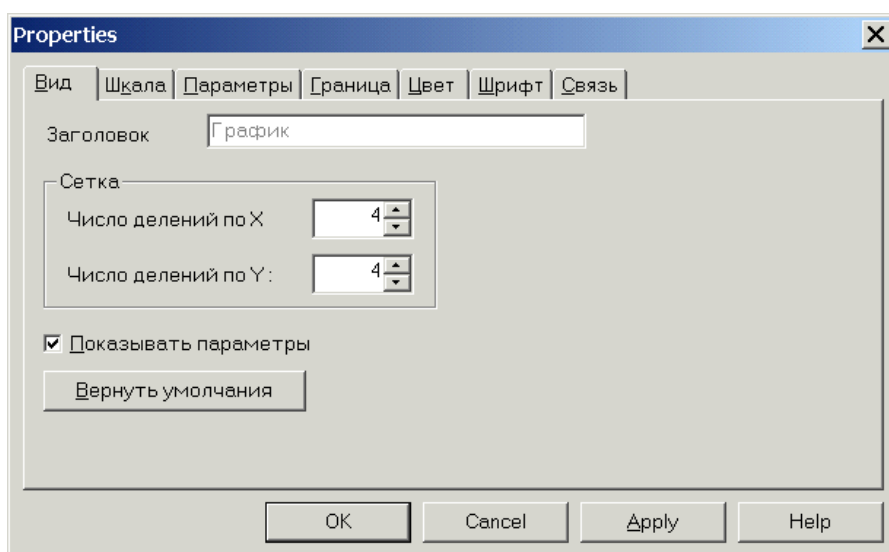 Properties
Вид Шкала Параметры Граница Цвет Шрифт Связь
Заголовок График
Сетка
Число делений по X 4
Число делений по Y: 4
Показывать параметры
Вернуть умолчания
OK Cancel Apply Help